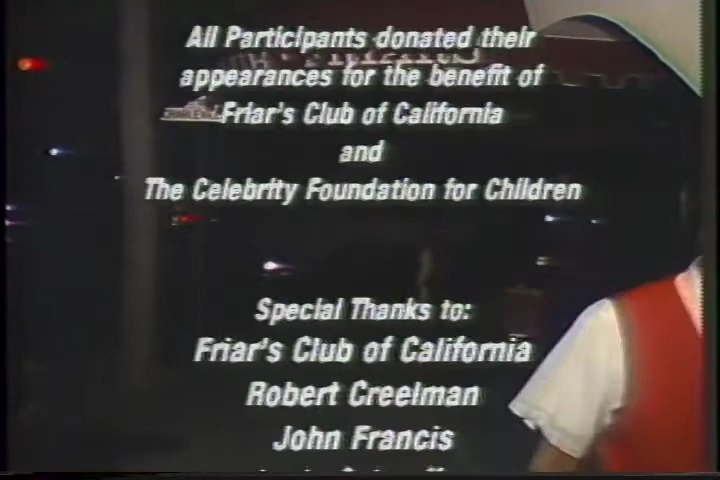 All Participants donated their
appearances for the benefit of
Friar's Club of California
and
The Celebrity Foundation for Children
Special Thanks to:
Friar's Club of California
Robert Creelman
John Francis